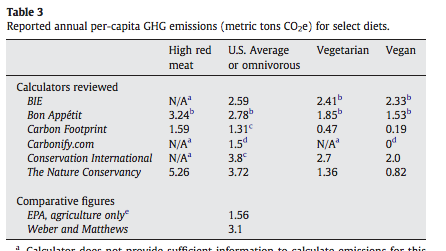 Table 3
Reported annual per-capita GHG emissions (metric tons CO₂e) for select diets.
High red meat U.S. Average or omnivorous Vegetarian Vegan
Calculators reviewed
BIE N/Aᵃ 2.59 2.41ᵇ 2.33ᵇ
Bon Appétit 3.24ᵇ 2.78ᵇ 1.85ᵇ 1.53ᵇ
Carbon Footprint 1.59 1.31ᶜ 0.47 0.19
Carbonify.com N/Aᵃ 1.5ᵈ N/Aᵃ 0ᵈ
Conservation International N/Aᵃ 3.8ᶜ 2.7 2.0
The Nature Conservancy 5.26 3.72 1.36 0.82
Comparative figures
EPA, agriculture onlyᵉ 1.56
Weber and Matthews 3.1
ᵃ Calculator does not provide sufficient information to calculate emissions for this